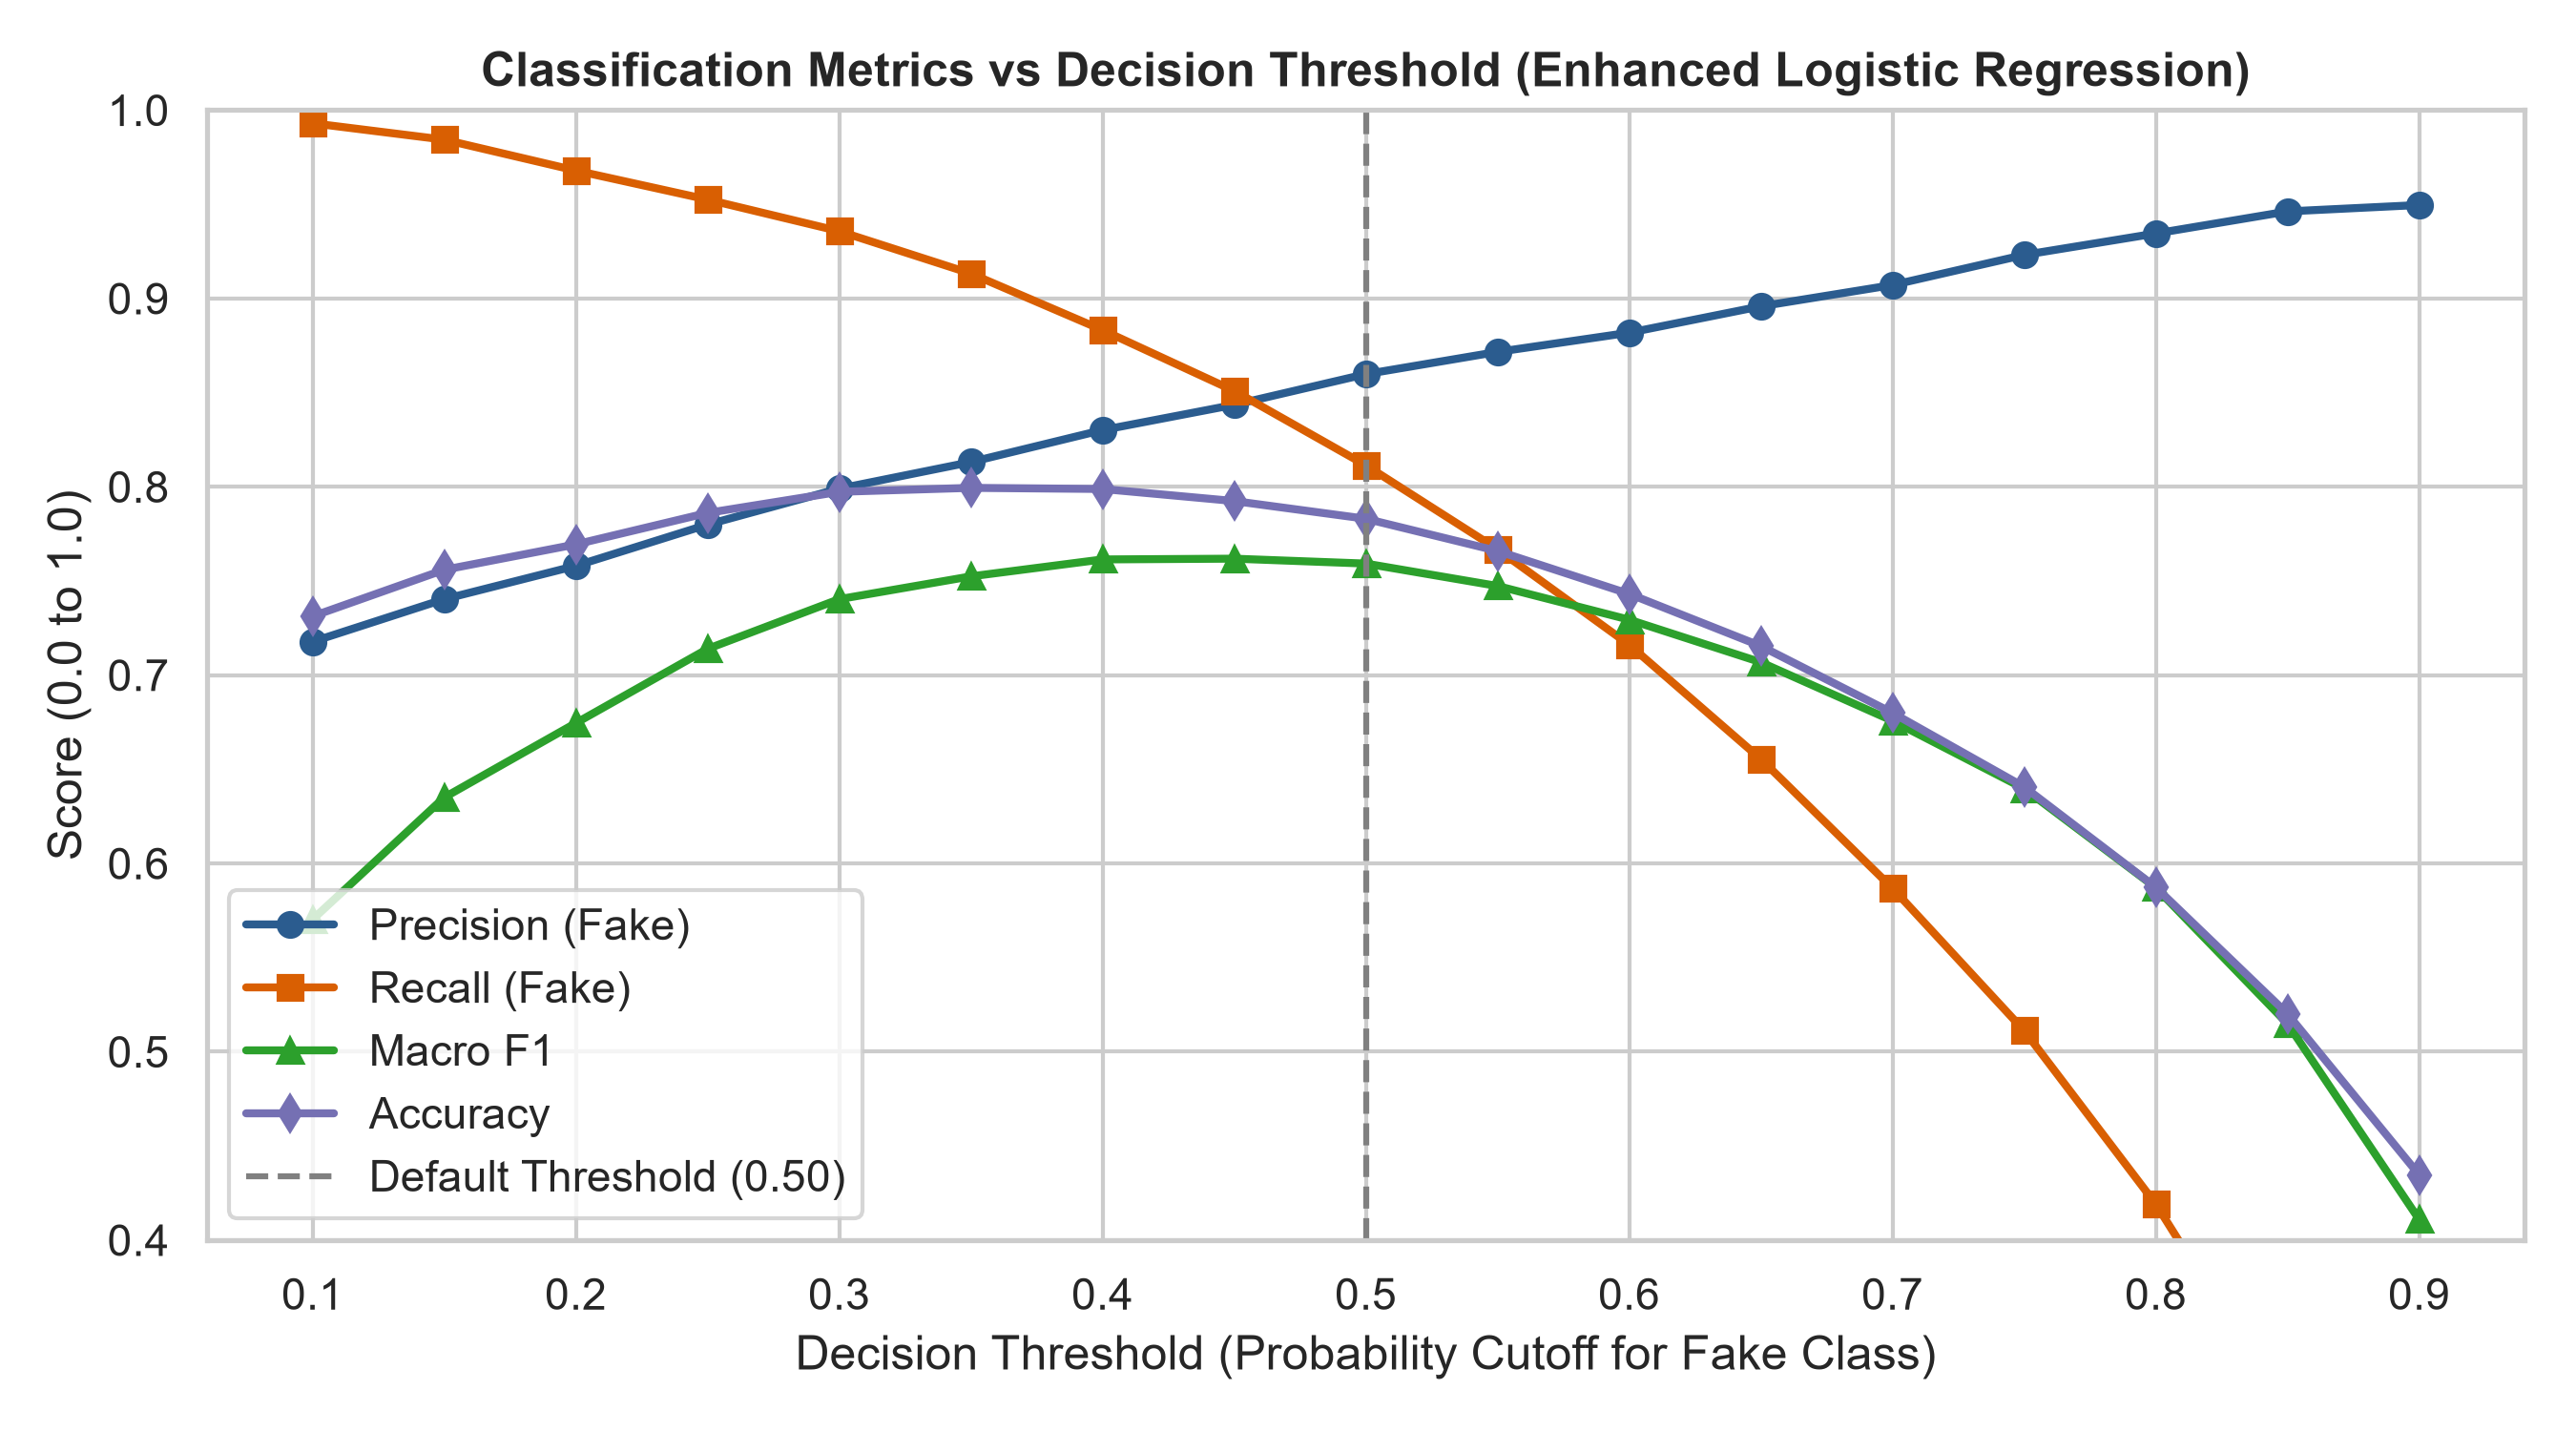 Classification Metrics vs Decision Threshold (Enhanced Logistic Regression)
Score (0.0 to 1.0)
1.0
0.9
0.8
0.7
0.6
0.5
0.4
Precision (Fake)
Recall (Fake)
Macro F1
Accuracy
Default Threshold (0.50)
0.1 0.2 0.3 0.4 0.5 0.6 0.7 0.8 0.9
Decision Threshold (Probability Cutoff for Fake Class)